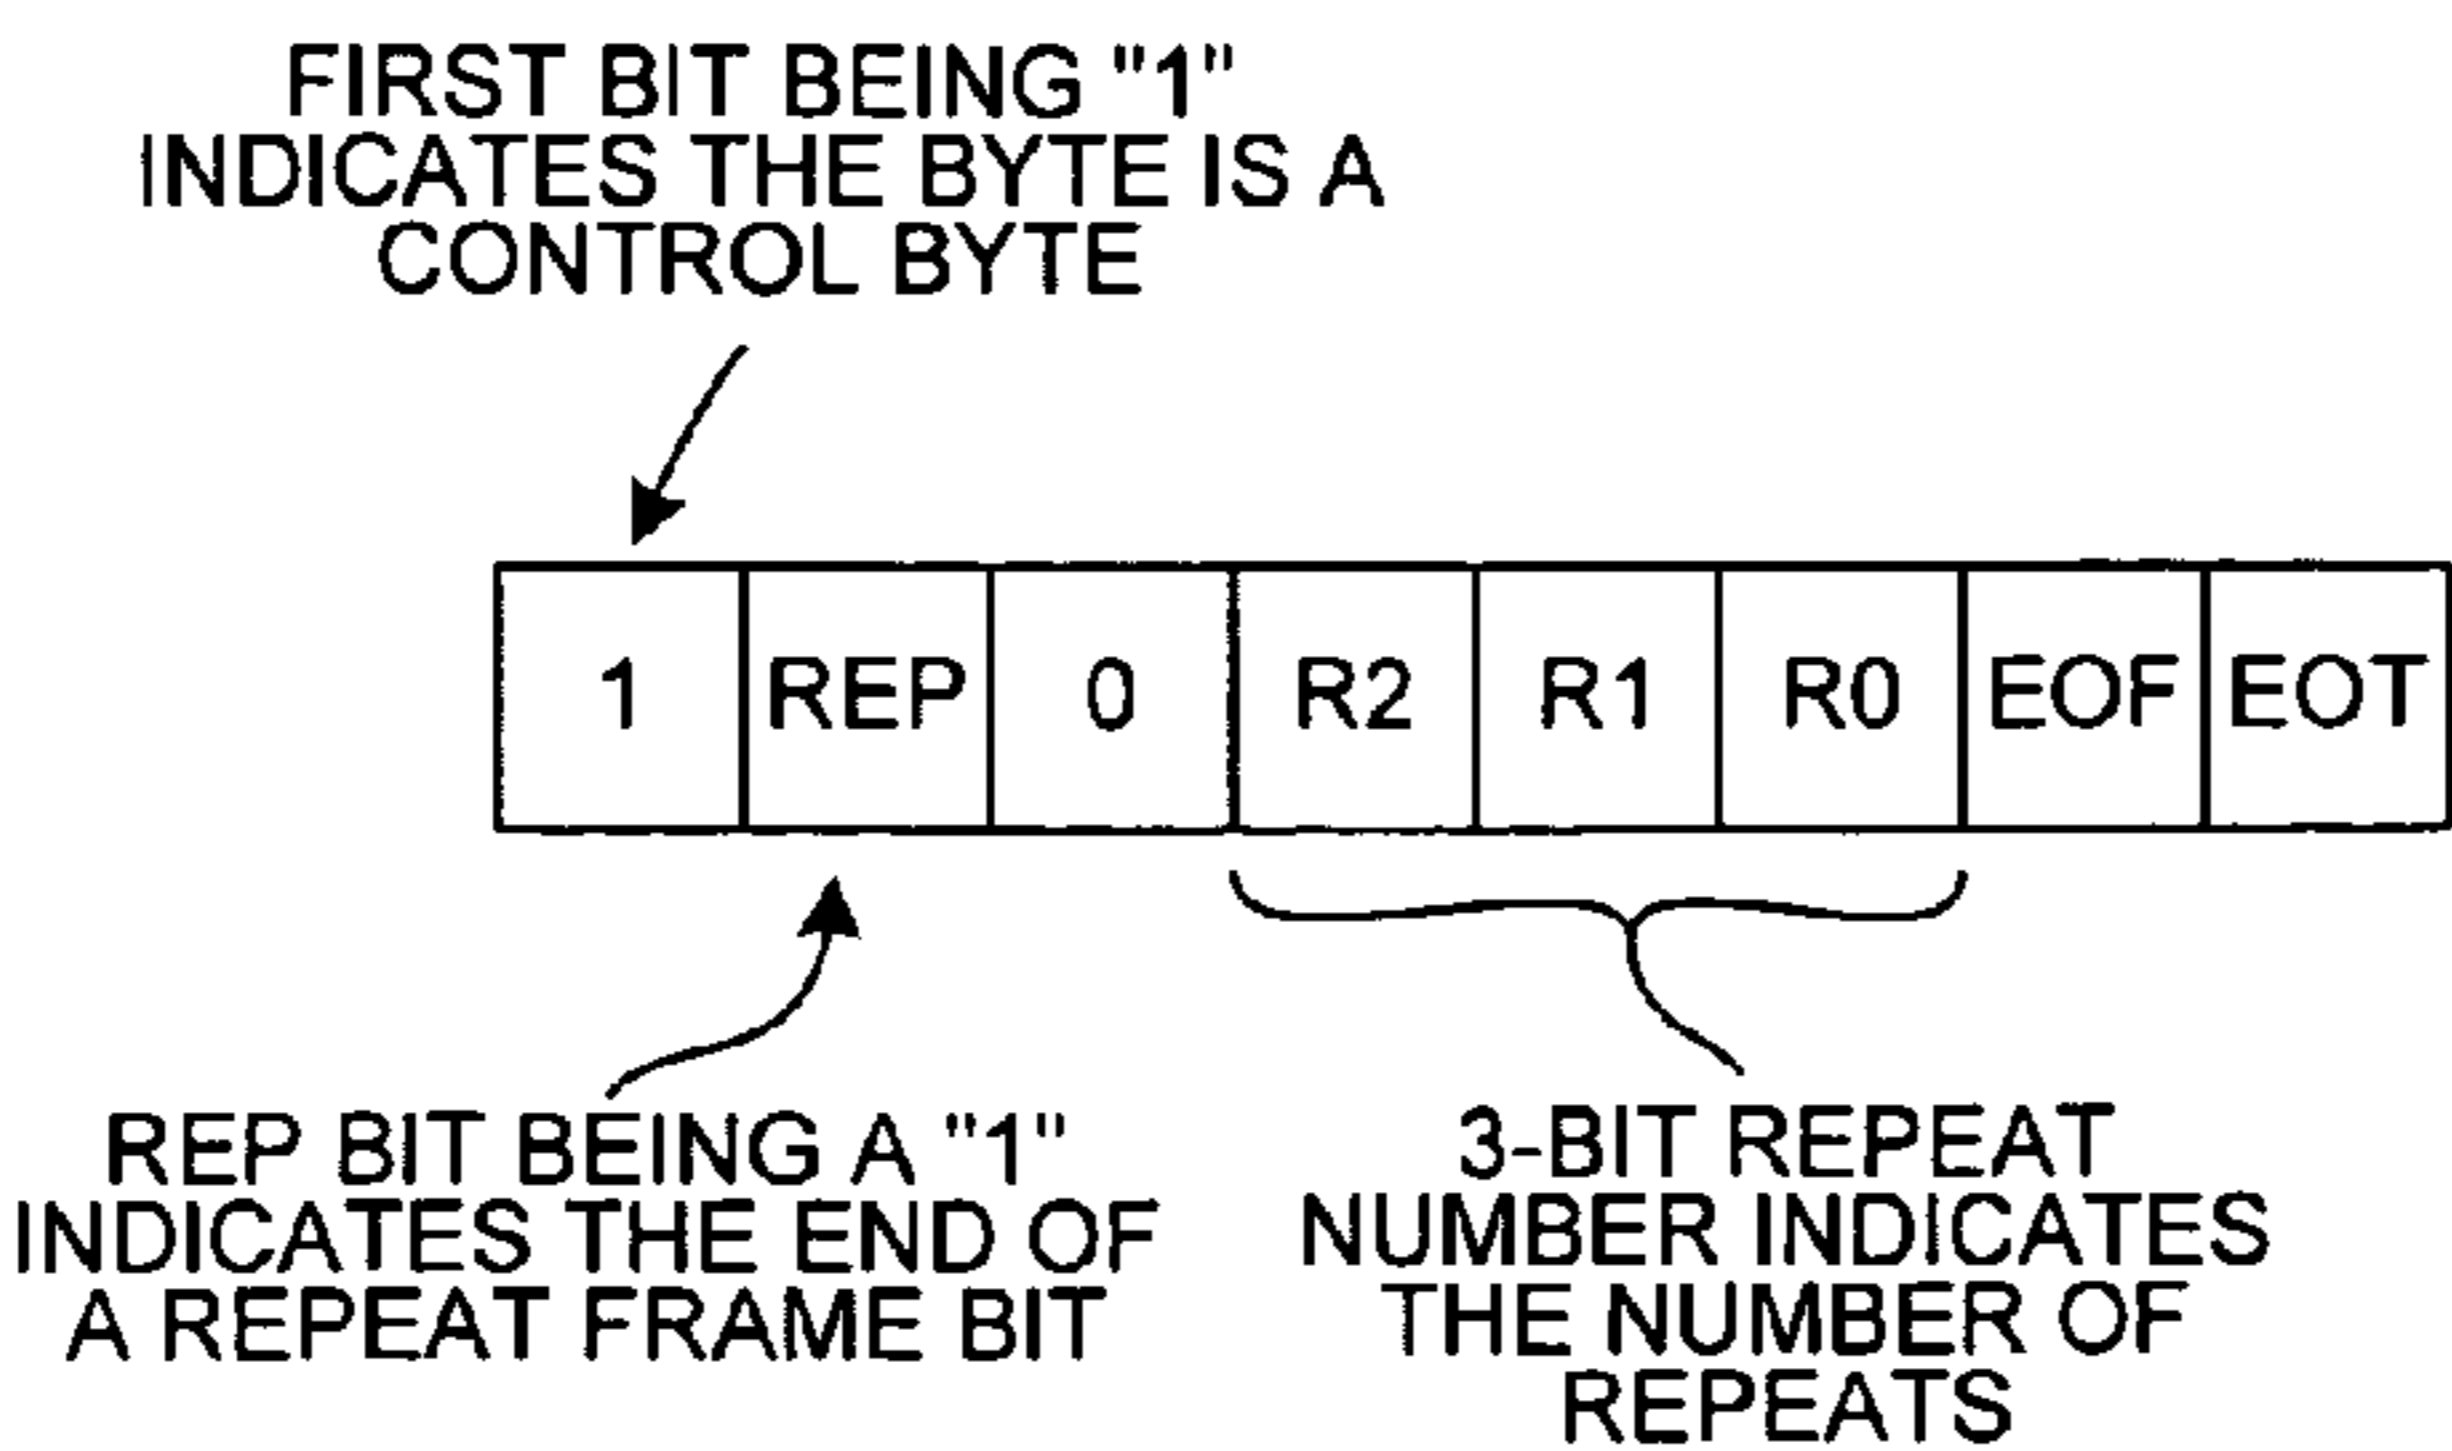 FIRST BIT BEING "1"
INDICATES THE BYTE IS A
CONTROL BYTE
1 REP 0 R2 R1 R0 EOF EOT
REP BIT BEING A "1"
INDICATES THE END OF
A REPEAT FRAME BIT
3-BIT REPEAT
NUMBER INDICATES
THE NUMBER OF
REPEATS